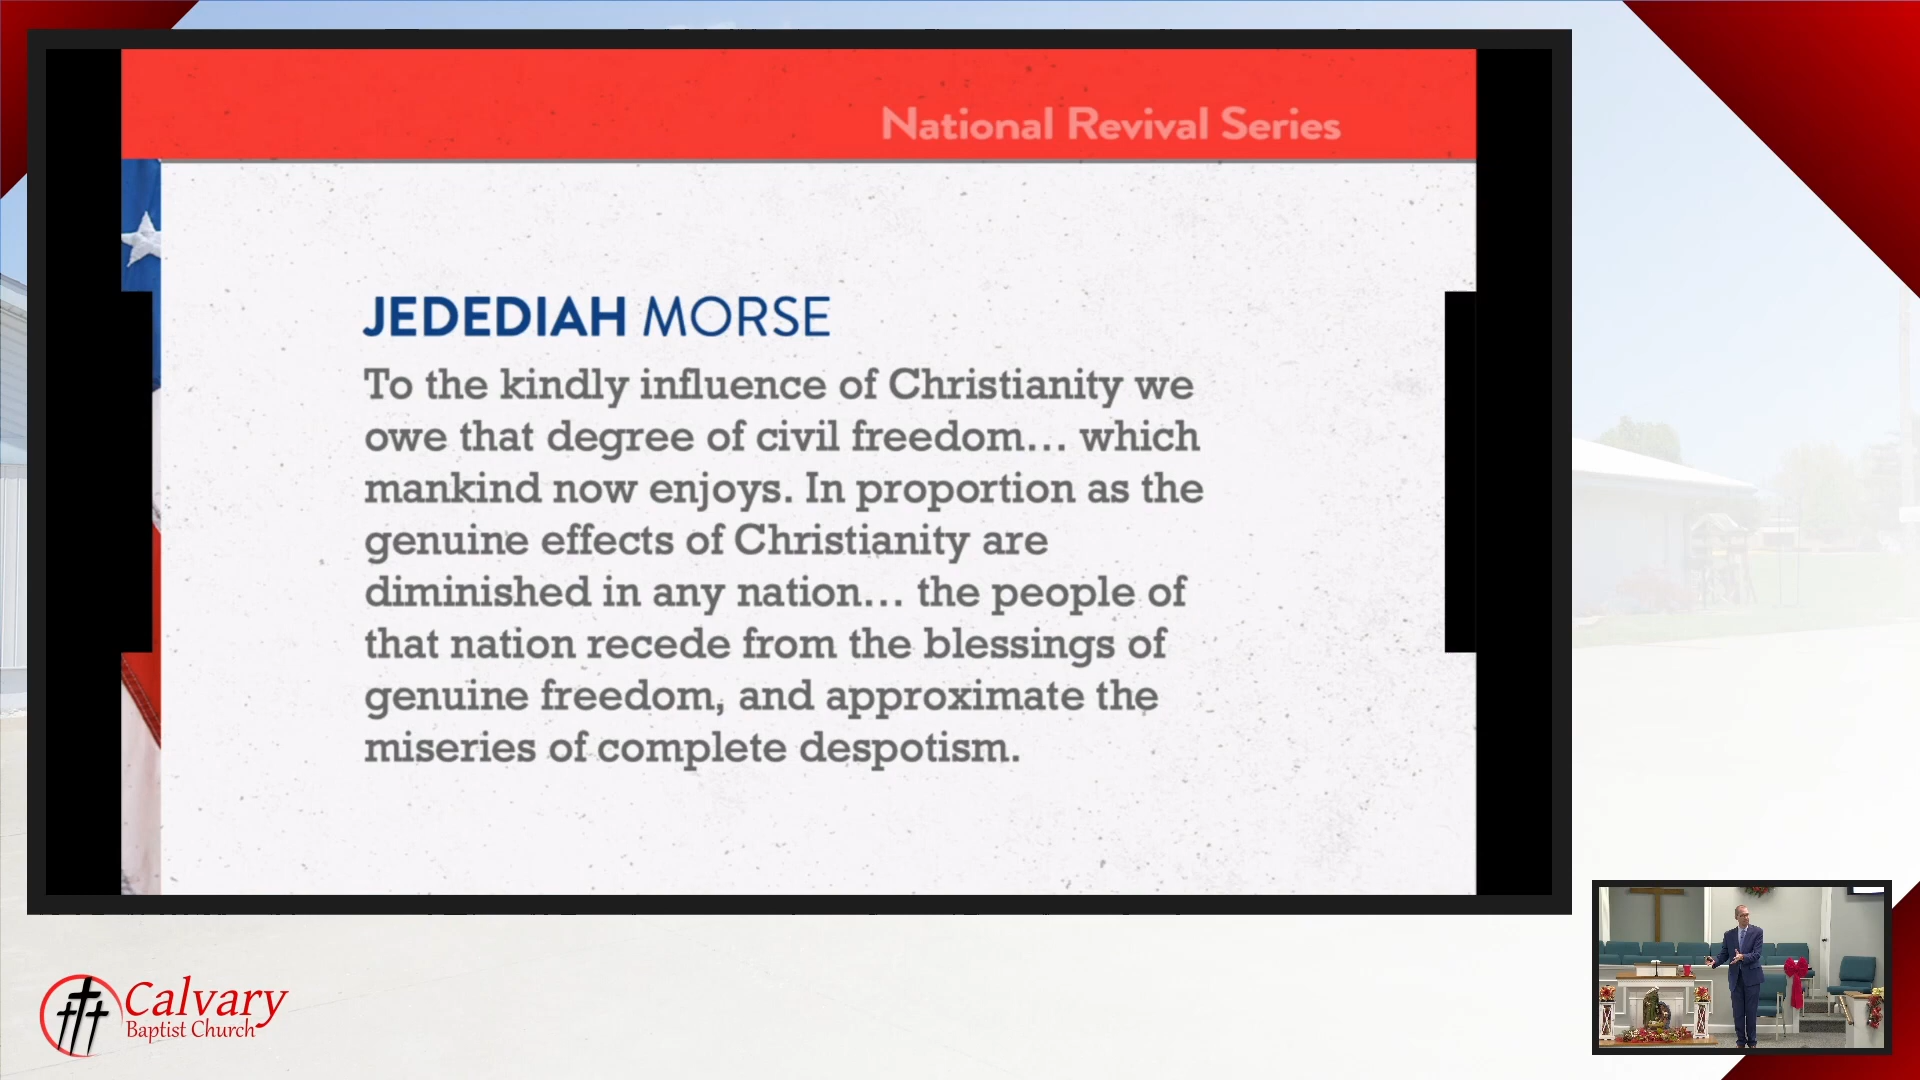 National Revival Series
JEDEDIAH MORSE
To the kindly influence of Christianity we
owe that degree of civil freedom... which
mankind now enjoys. In proportion as the
genuine effects of Christianity are
diminished in any nation... the people of
that nation recede from the blessings of
genuine freedom, and approximate the
miseries of complete despotism.
Calvary
Baptist Church